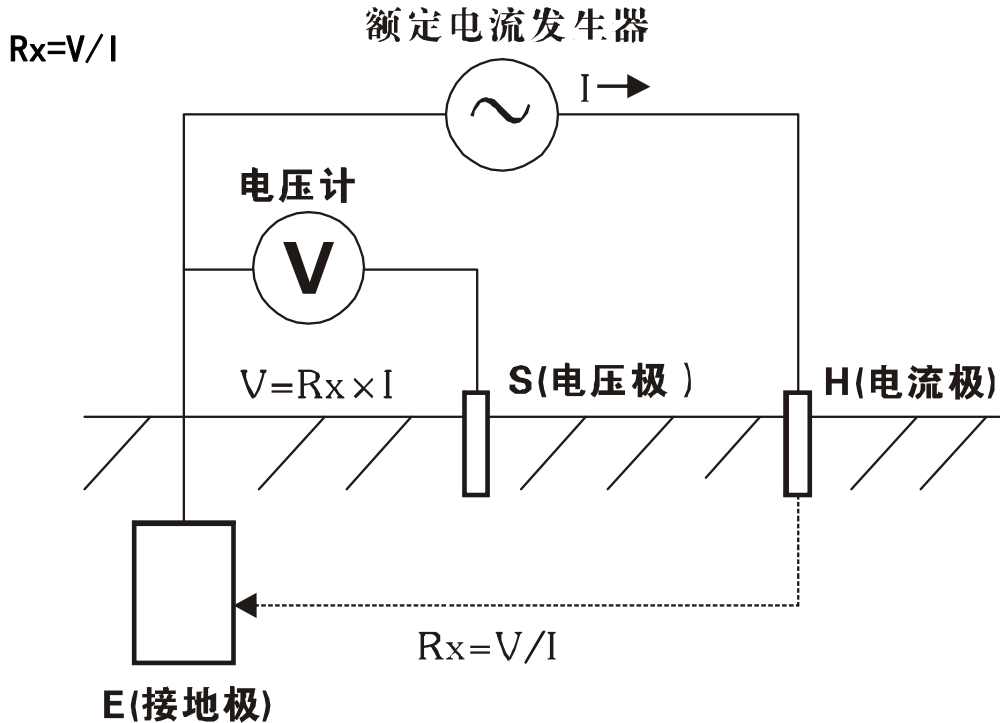 额定电流发生器
Rx=V/I
I
电压计
V
V=Rx×I
S(电压极)
H(电流极)
Rx=V/I
E(接地极)